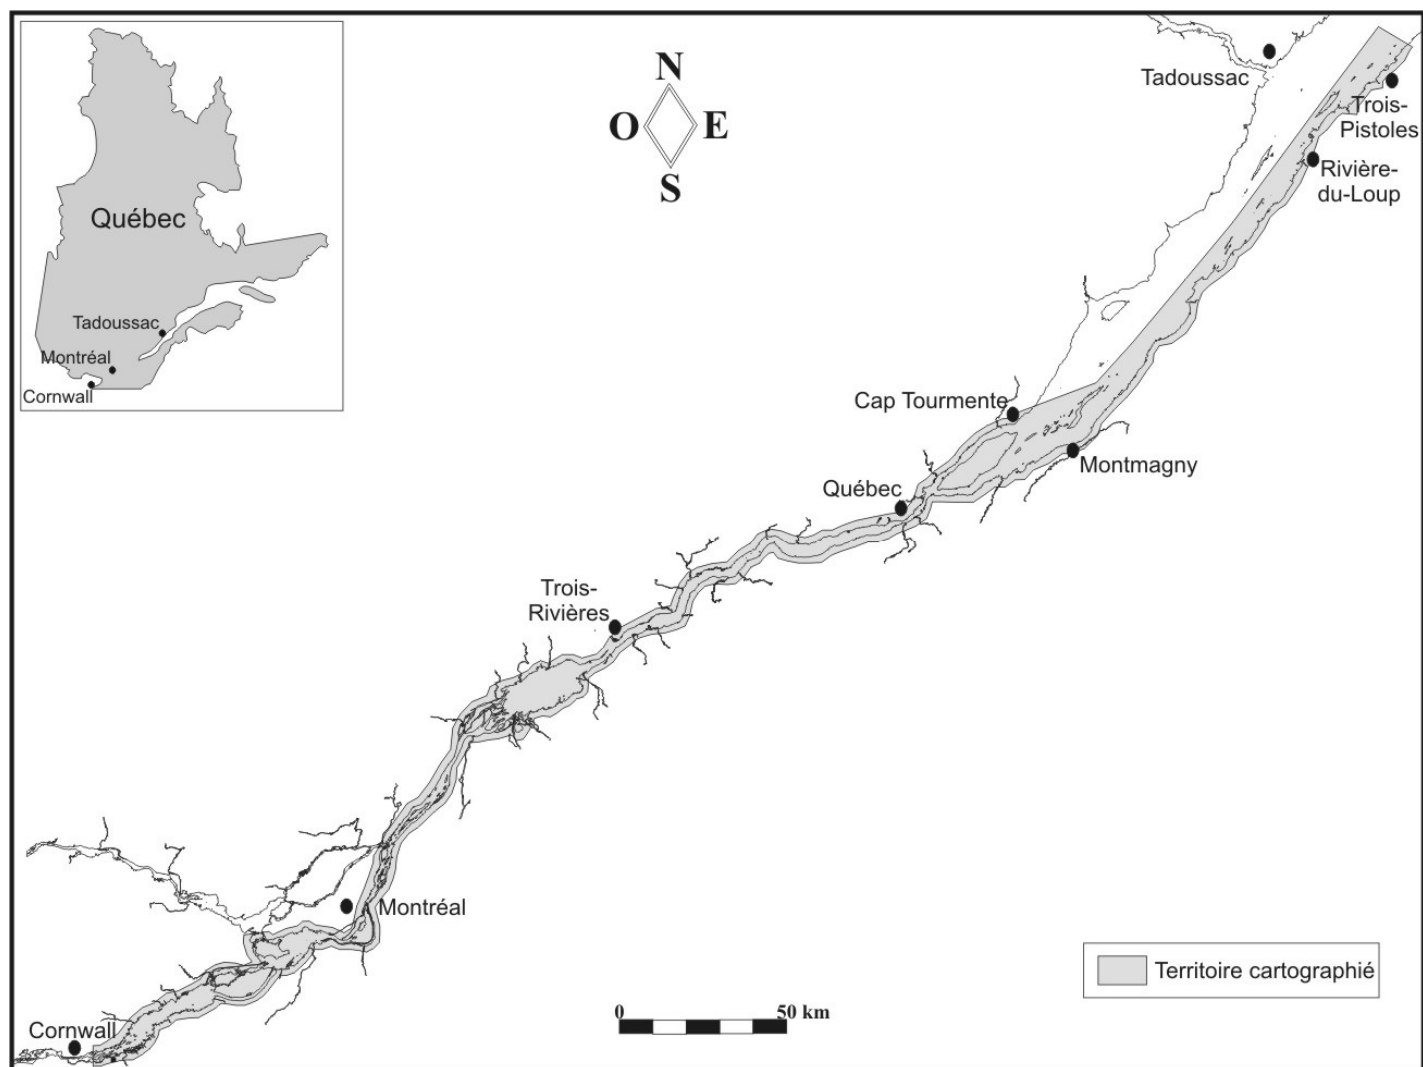 Québec
Tadoussac
Montréal
Cornwall
N
O E
S
Tadoussac
Trois-
Pistoles
Rivière-
du-Loup
Cap Tourmente
Montmagny
Québec
Trois-
Rivières
Montréal
Cornwall
Territoire cartographié
0 50 km